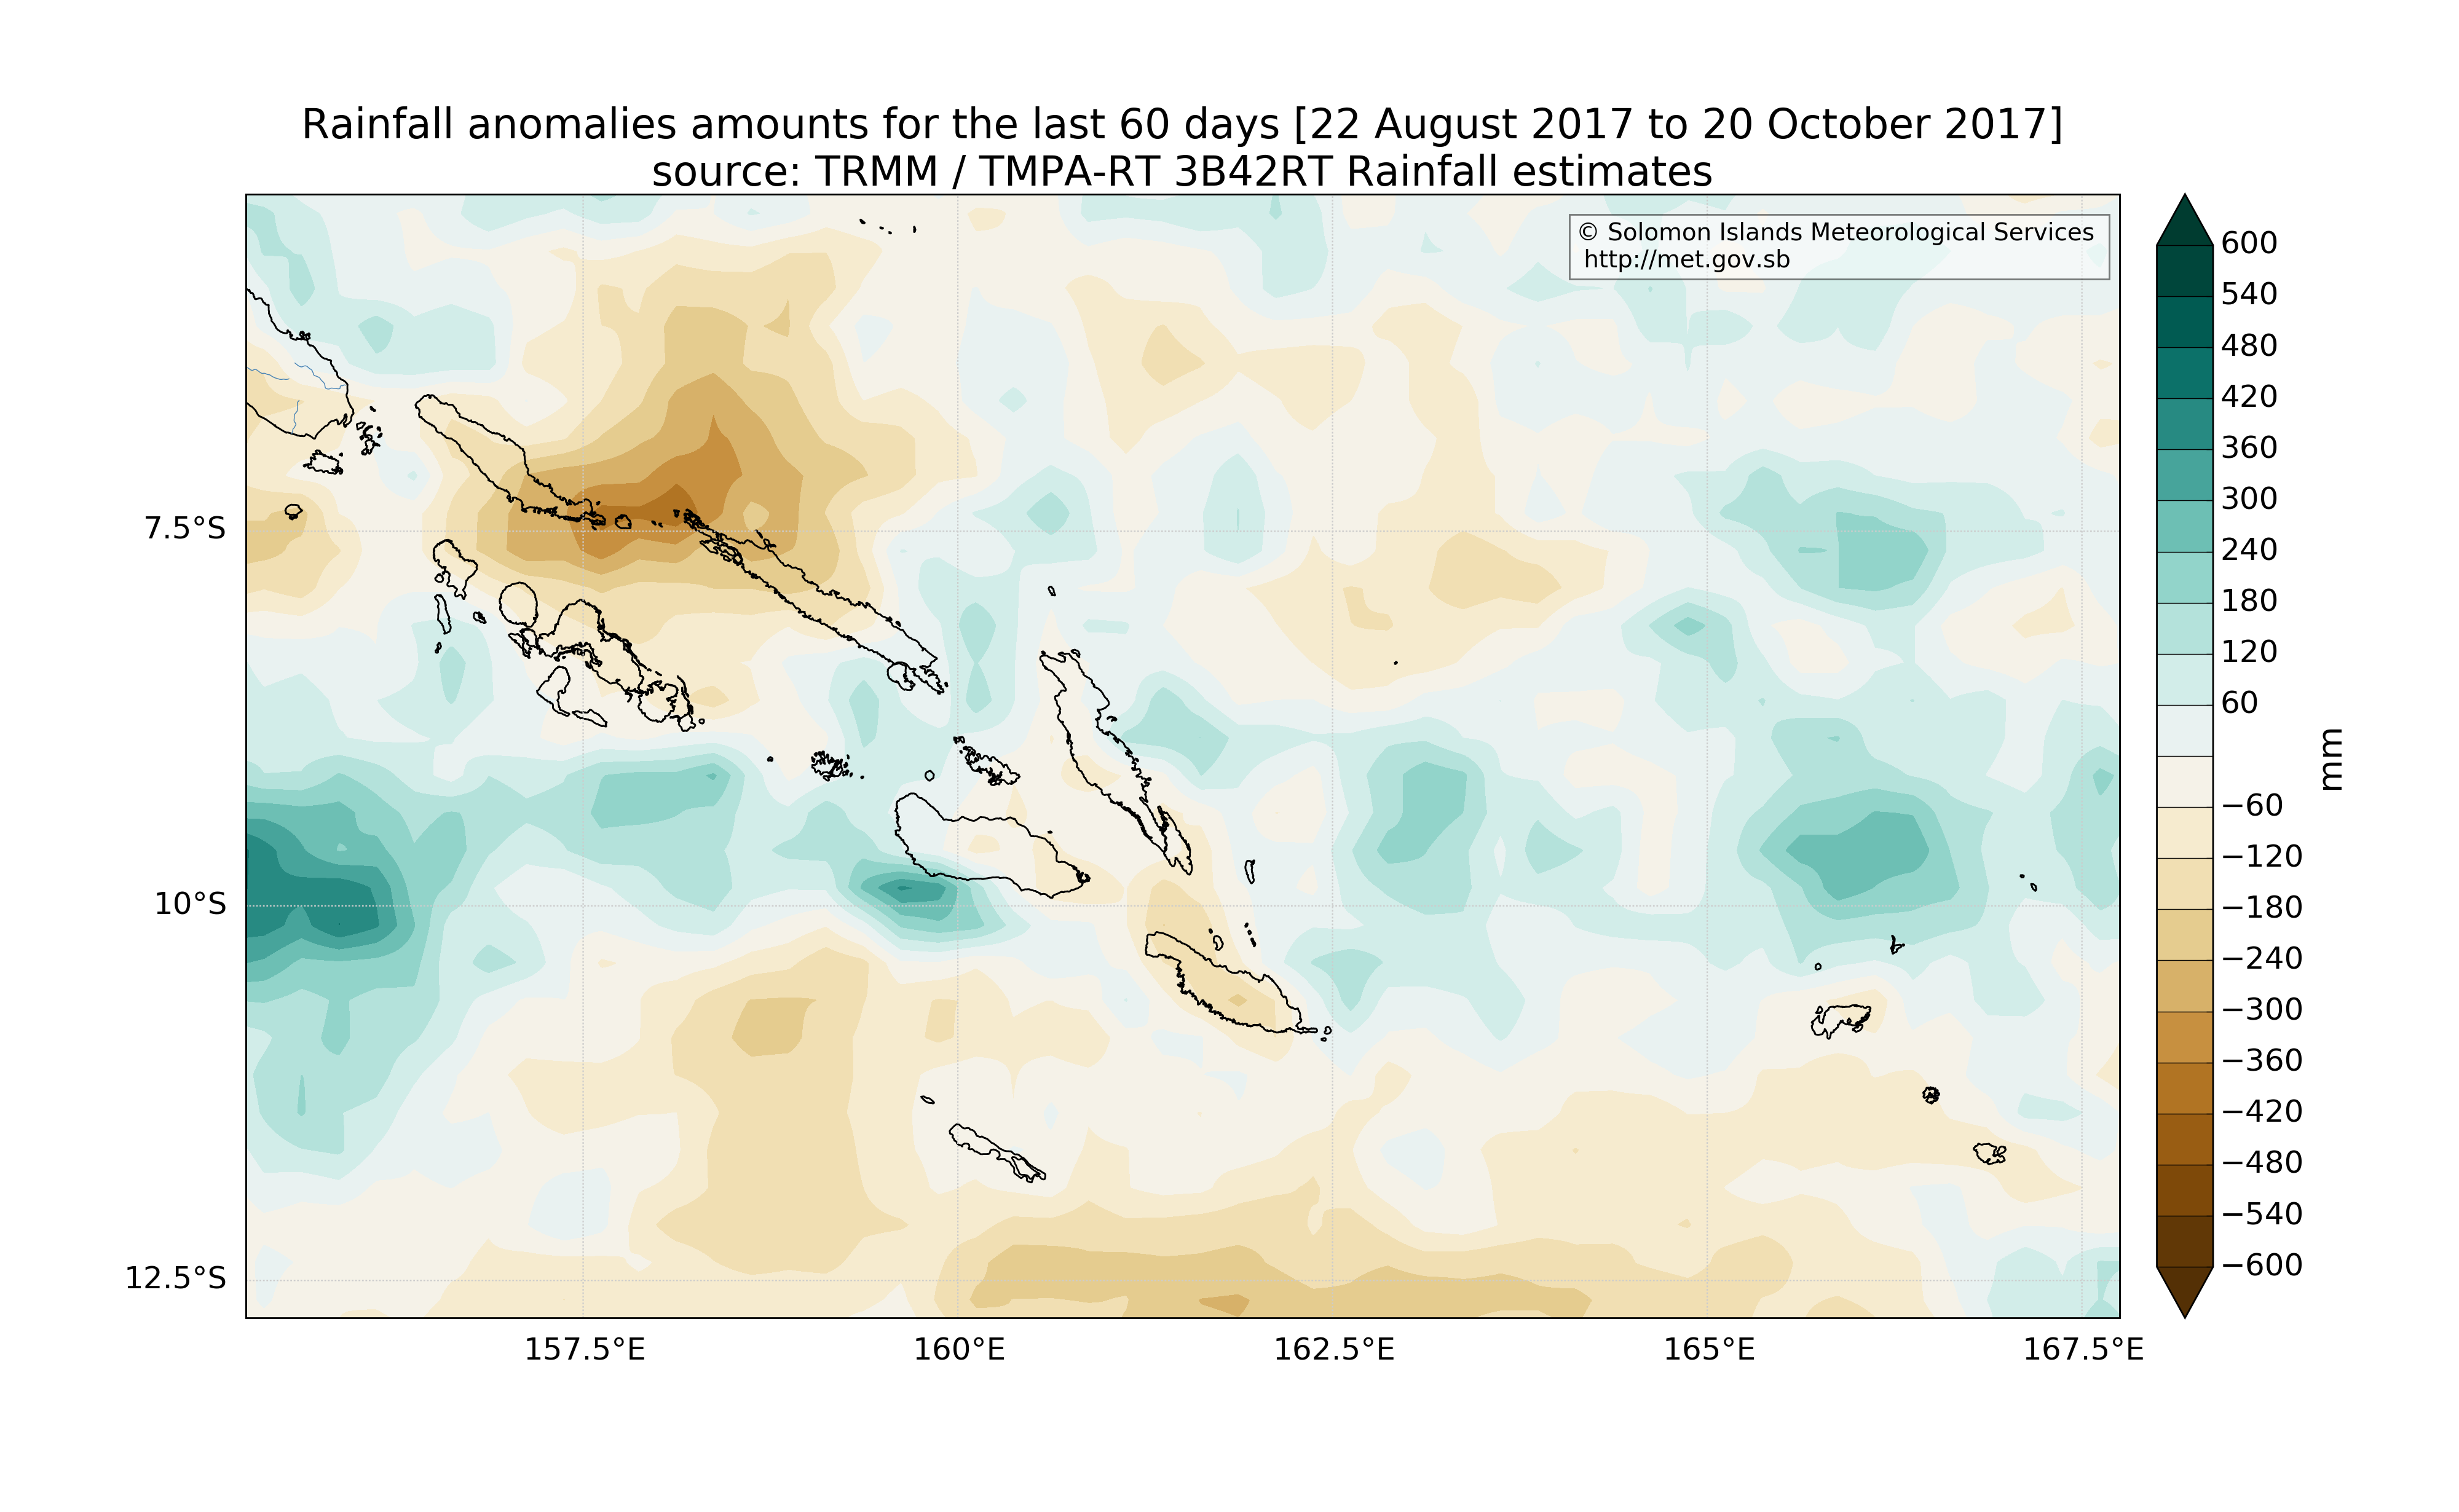 Rainfall anomalies amounts for the last 60 days [22 August 2017 to 20 October 2017]
source: TRMM / TMPA-RT 3B42RT Rainfall estimates
© Solomon Islands Meteorological Services
http://met.gov.sb
7.5°S
10°S
12.5°S
157.5°E
160°E
162.5°E
165°E
167.5°E
600
540
480
420
360
300
240
180
120
60
−60
−120
−180
−240
−300
−360
−420
−480
−540
−600
mm